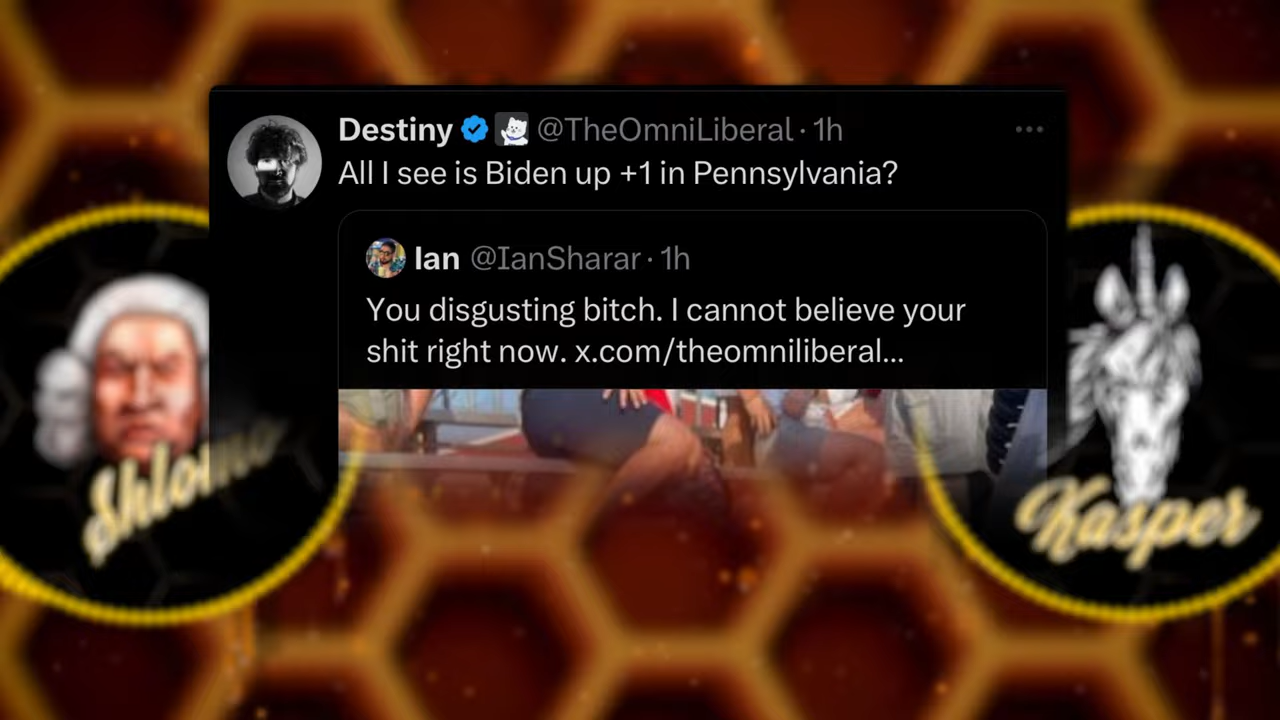 Destiny @TheOmniLiberal · 1h
All I see is Biden up +1 in Pennsylvania?
Ian @IanSharar · 1h
You disgusting bitch. I cannot believe your
shit right now. x.com/theomniliberal...
Shlomo
Kasper